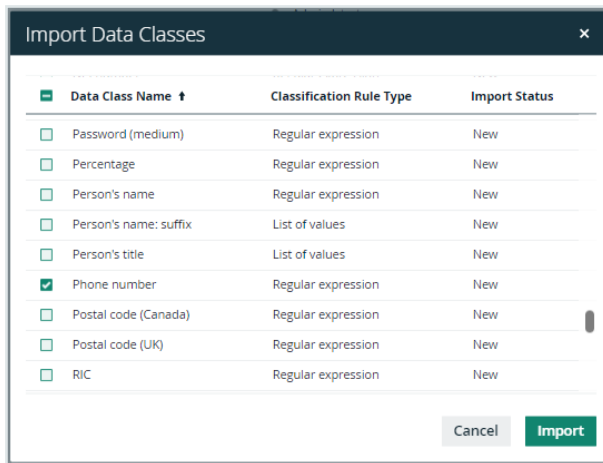 Import Data Classes ×
Data Class Name ↑ Classification Rule Type Import Status
Password (medium) Regular expression New
Percentage Regular expression New
Person's name Regular expression New
Person's name: suffix List of values New
Person's title List of values New
Phone number Regular expression New
Postal code (Canada) Regular expression New
Postal code (UK) Regular expression New
RIC Regular expression New
Cancel Import